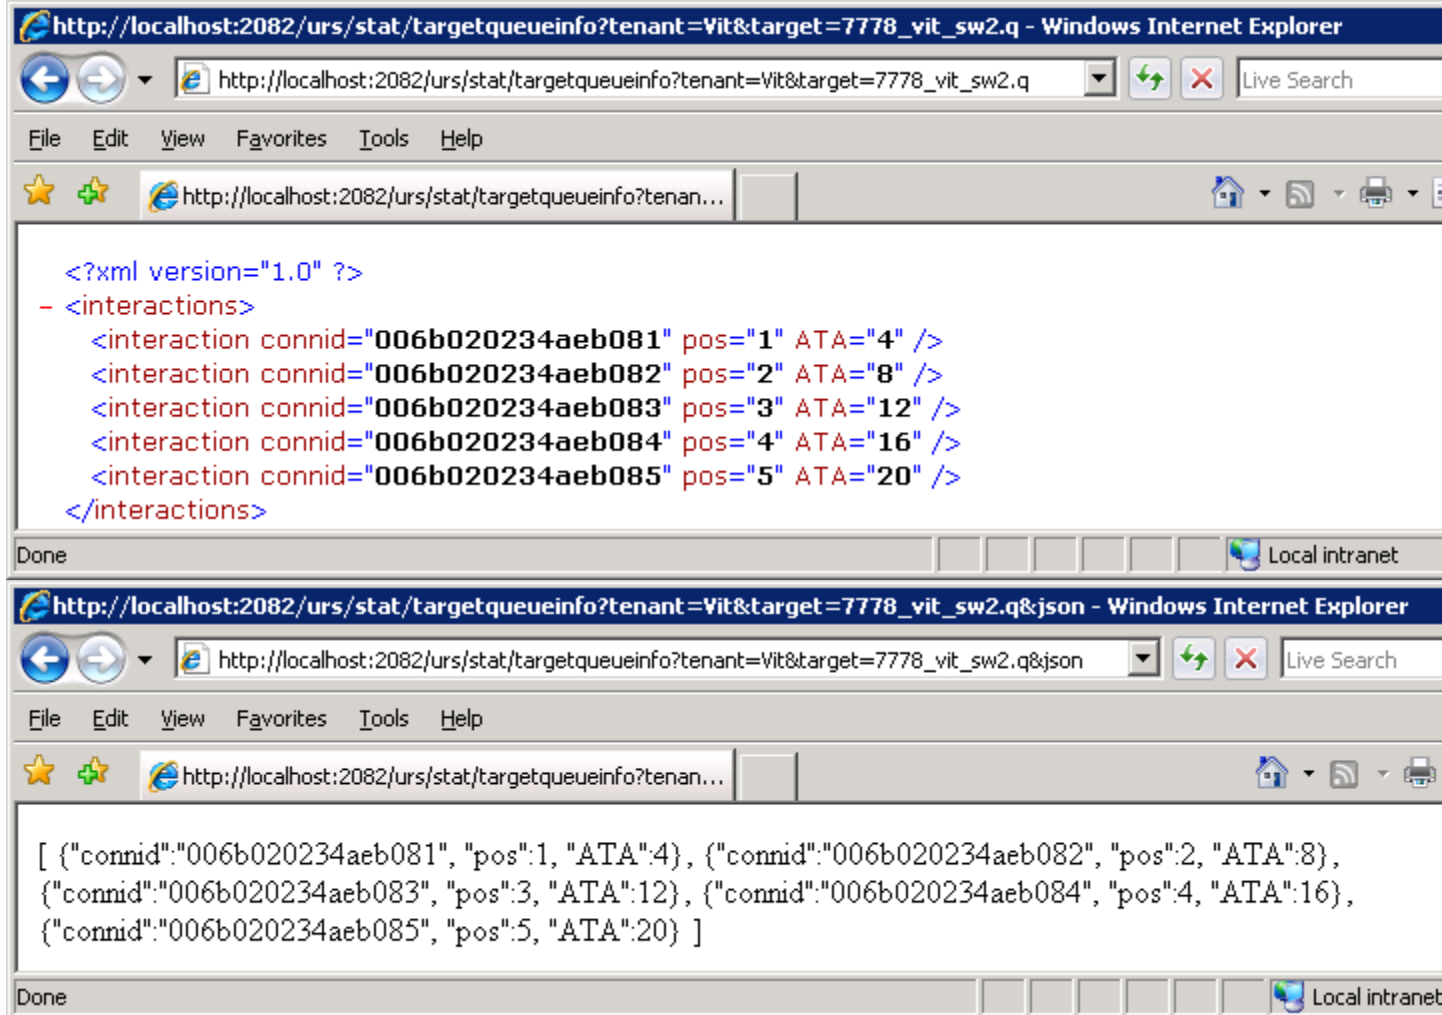 http://localhost:2082/urs/stat/targetqueueinfo?tenant=Vit&target=7778_vit_sw2.q - Windows Internet Explorer
http://localhost:2082/urs/stat/targetqueueinfo?tenant=Vit&target=7778_vit_sw2.q
Live Search
File Edit View Favorites Tools Help
http://localhost:2082/urs/stat/targetqueueinfo?tenan...
<?xml version="1.0" ?>
- <interactions>
<interaction connid="006b020234aeb081" pos="1" ATA="4" />
<interaction connid="006b020234aeb082" pos="2" ATA="8" />
<interaction connid="006b020234aeb083" pos="3" ATA="12" />
<interaction connid="006b020234aeb084" pos="4" ATA="16" />
<interaction connid="006b020234aeb085" pos="5" ATA="20" />
</interactions>
Done
Local intranet
http://localhost:2082/urs/stat/targetqueueinfo?tenant=Vit&target=7778_vit_sw2.q&json - Windows Internet Explorer
http://localhost:2082/urs/stat/targetqueueinfo?tenant=Vit&target=7778_vit_sw2.q&json
Live Search
File Edit View Favorites Tools Help
http://localhost:2082/urs/stat/targetqueueinfo?tenan...
[ {"connid":"006b020234aeb081", "pos":1, "ATA":4}, {"connid":"006b020234aeb082", "pos":2, "ATA":8},
{"connid":"006b020234aeb083", "pos":3, "ATA":12}, {"connid":"006b020234aeb084", "pos":4, "ATA":16},
{"connid":"006b020234aeb085", "pos":5, "ATA":20} ]
Done
Local intranet